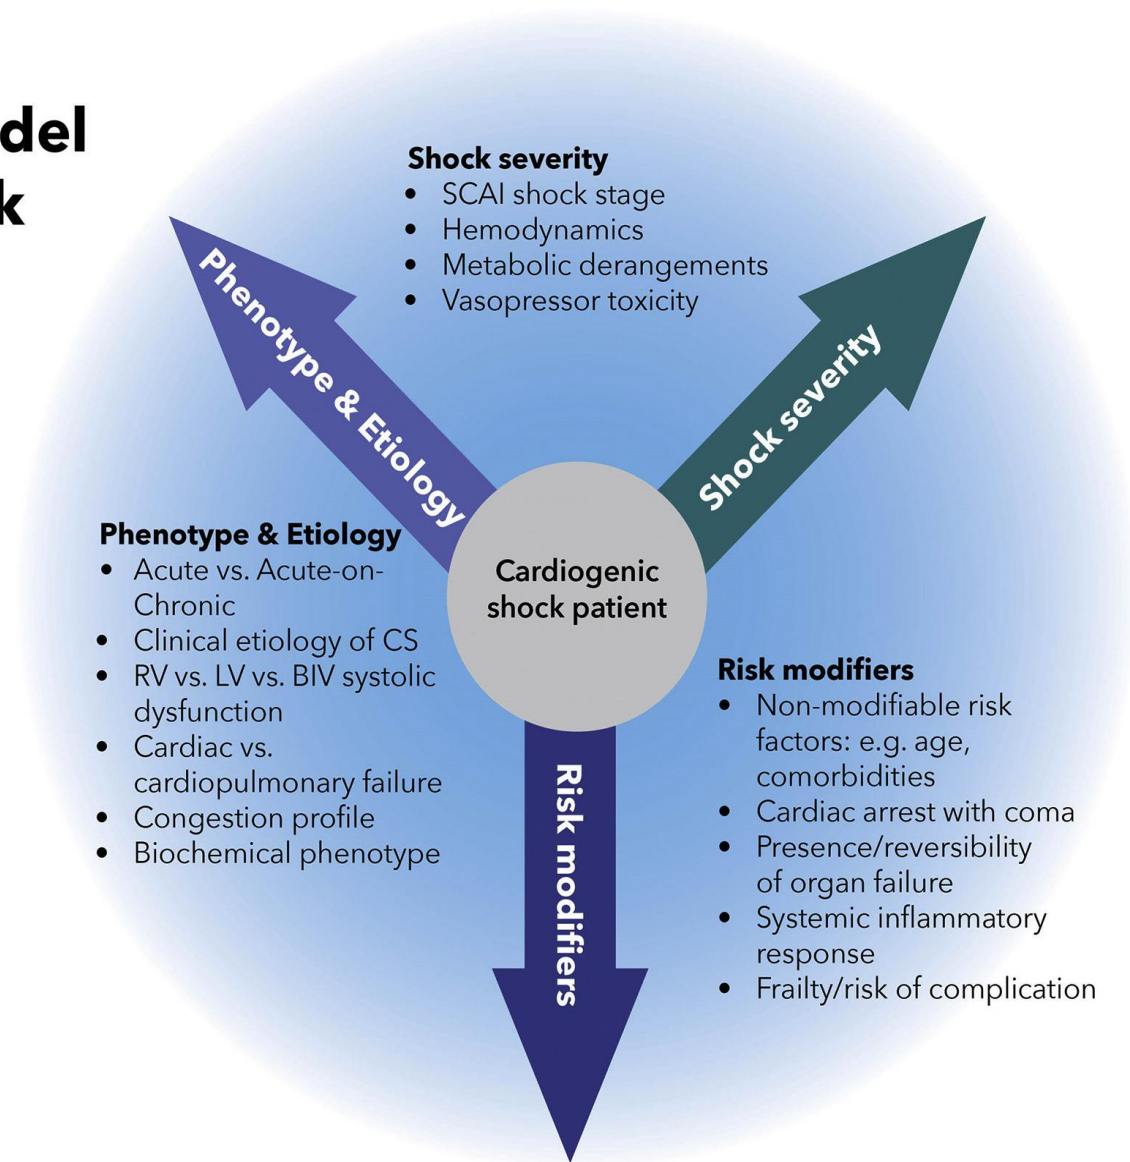 del
k
Shock severity
• SCAI shock stage
• Hemodynamics
• Metabolic derangements
• Vasopressor toxicity
Phenotype & Etiology
Shock severity
Cardiogenic
shock patient
Phenotype & Etiology
• Acute vs. Acute-on-
Chronic
• Clinical etiology of CS
• RV vs. LV vs. BIV systolic
dysfunction
• Cardiac vs.
cardiopulmonary failure
• Congestion profile
• Biochemical phenotype
Risk modifiers
• Non-modifiable risk
factors: e.g. age,
comorbidities
• Cardiac arrest with coma
• Presence/reversibility
of organ failure
• Systemic inflammatory
response
• Frailty/risk of complication
Risk modifiers